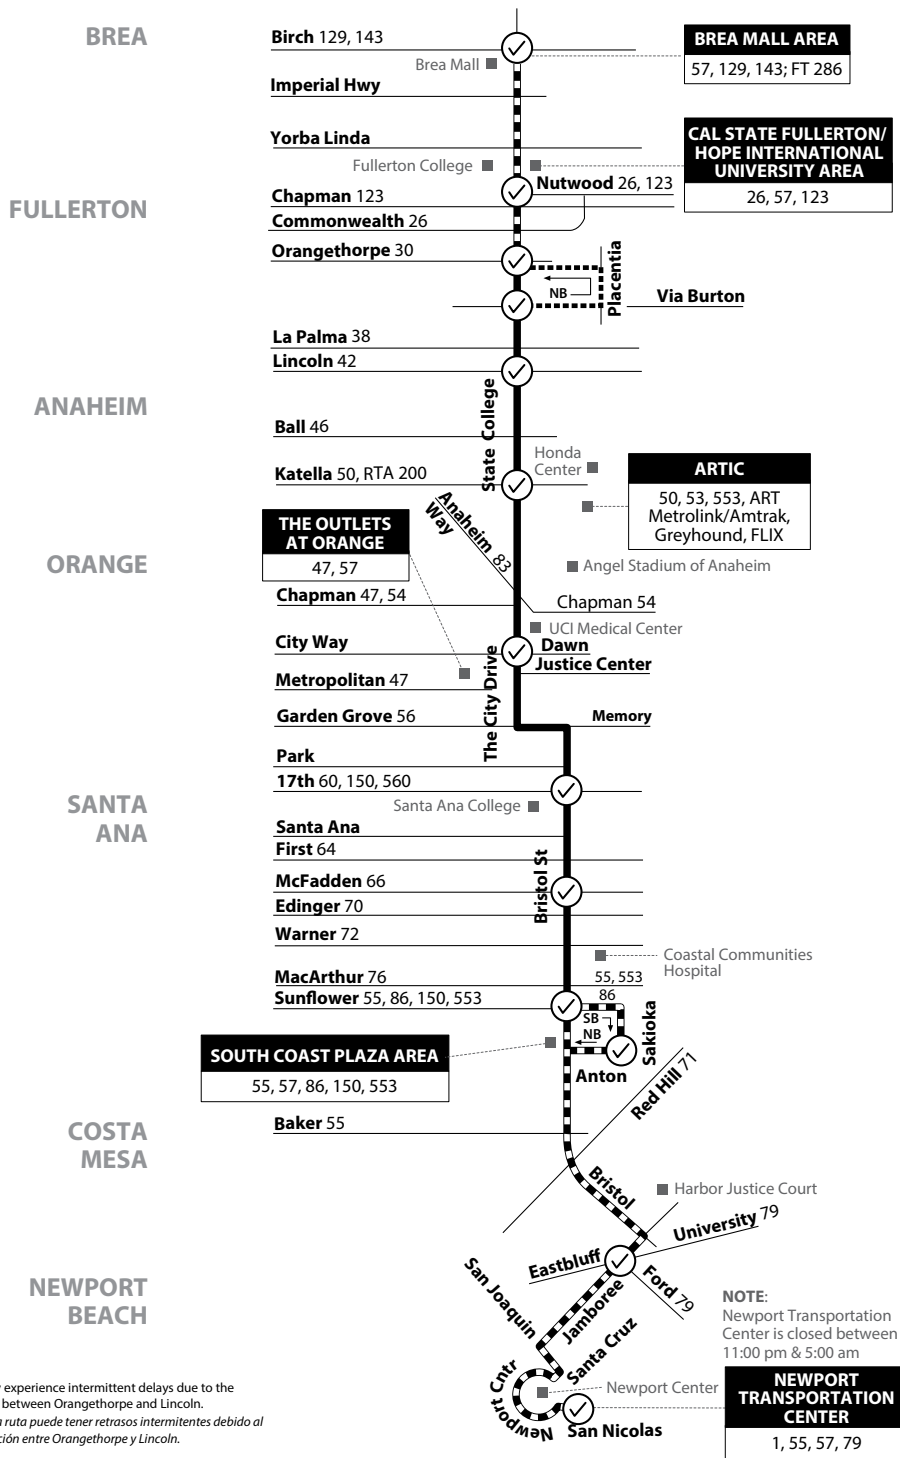 BREA
Birch 129, 143
BREA MALL AREA
57, 129, 143; FT 286
Brea Mall
Imperial Hwy
Yorba Linda
CAL STATE FULLERTON/
HOPE INTERNATIONAL
UNIVERSITY AREA
26, 57, 123
Fullerton College
Nutwood 26, 123
FULLERTON
Chapman 123
Commonwealth 26
Orangethorpe 30
Placentia
NB
Via Burton
La Palma 38
Lincoln 42
ANAHEIM
State College
Ball 46
Honda
Center
Katella 50, RTA 200
ARTIC
50, 53, 553, ART
Metrolink/Amtrak,
Greyhound, FLIX
Anaheim 83
Way
THE OUTLETS
AT ORANGE
47, 57
ORANGE
Angel Stadium of Anaheim
Chapman 47, 54
Chapman 54
UCI Medical Center
City Way
Dawn
Justice Center
The City Drive
Metropolitan 47
Garden Grove 56
Memory
Park
17th 60, 150, 560
SANTA
ANA
Santa Ana College
Santa Ana
First 64
Bristol St
McFadden 66
Edinger 70
Warner 72
Coastal Communities
Hospital
MacArthur 76
55, 553
Sunflower 55, 86, 150, 553
86
SB
NB
Sakioka
Anton
SOUTH COAST PLAZA AREA
55, 57, 86, 150, 553
Red Hill 71
COSTA
MESA
Baker 55
Bristol
Harbor Justice Court
University 79
Eastbluff
Ford 79
San Joaquin
Jamboree
NEWPORT
BEACH
NOTE:
Newport Transportation
Center is closed between
11:00 pm & 5:00 am
Santa Cruz
Newport Cntr
Newport Center
San Nicolas
NEWPORT
TRANSPORTATION
CENTER
1, 55, 57, 79
experience intermittent delays due to the
between Orangethorpe and Lincoln.
ruta puede tener retrasos intermitentes debido al
entre Orangethorpe y Lincoln.